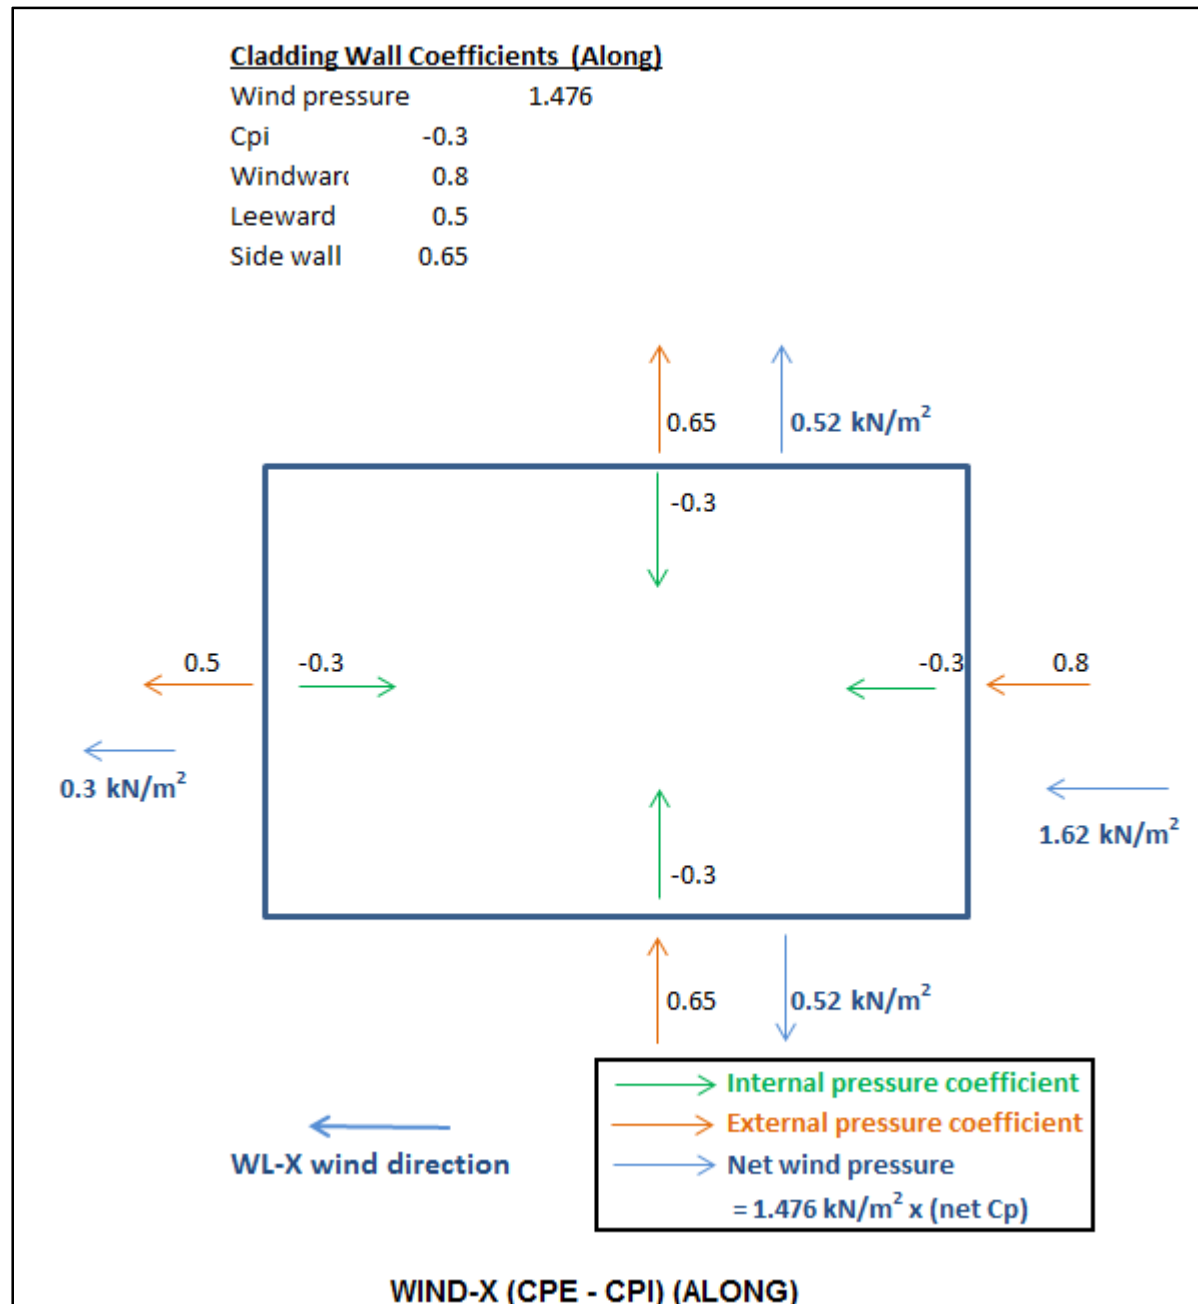 Cladding Wall Coefficients (Along)
Wind pressure 1.476
Cpi -0.3
Windward 0.8
Leeward 0.5
Side wall 0.65
0.65 0.52 kN/m²
-0.3
0.5 -0.3 -0.3 0.8
0.3 kN/m²
1.62 kN/m²
-0.3
0.65 0.52 kN/m²
Internal pressure coefficient
External pressure coefficient
WL-X wind direction
Net wind pressure
= 1.476 kN/m² x (net Cp)
WIND-X (CPE - CPI) (ALONG)